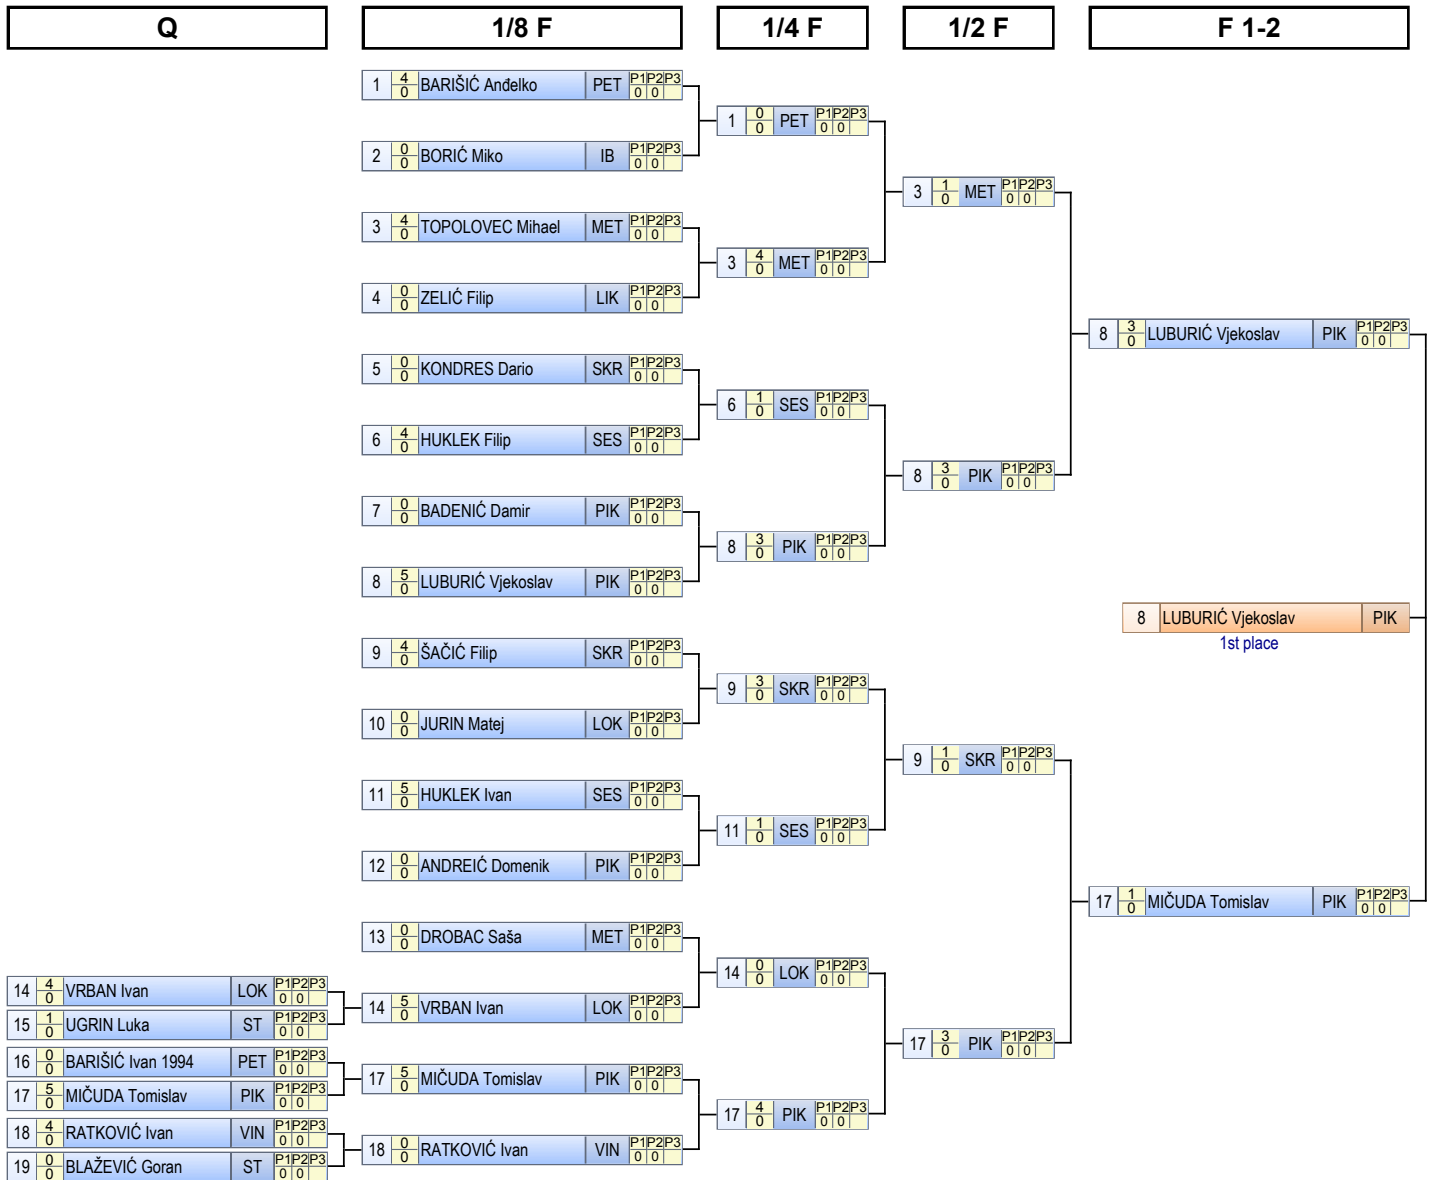 Q
1/8 F
1/4 F
1/2 F
F 1-2
1 4 0 BARIŠIĆ Anđelko PET P1 P2 P3 0 0
2 0 0 BORIĆ Miko IB P1 P2 P3 0 0
3 4 0 TOPOLOVEC Mihael MET P1 P2 P3 0 0
4 0 0 ZELIĆ Filip LIK P1 P2 P3 0 0
5 0 0 KONDRES Dario SKR P1 P2 P3 0 0
6 4 0 HUKLEK Filip SES P1 P2 P3 0 0
7 0 0 BADENIĆ Damir PIK P1 P2 P3 0 0
8 5 0 LUBURIĆ Vjekoslav PIK P1 P2 P3 0 0
9 4 0 ŠAČIĆ Filip SKR P1 P2 P3 0 0
10 0 0 JURIN Matej LOK P1 P2 P3 0 0
11 5 0 HUKLEK Ivan SES P1 P2 P3 0 0
12 0 0 ANDREIĆ Domenik PIK P1 P2 P3 0 0
13 0 0 DROBAC Saša MET P1 P2 P3 0 0
14 4 0 VRBAN Ivan LOK P1 P2 P3 0 0
15 1 0 UGRIN Luka ST P1 P2 P3 0 0
16 0 0 BARIŠIĆ Ivan 1994 PET P1 P2 P3 0 0
17 5 0 MIČUDA Tomislav PIK P1 P2 P3 0 0
18 4 0 RATKOVIĆ Ivan VIN P1 P2 P3 0 0
19 0 0 BLAŽEVIĆ Goran ST P1 P2 P3 0 0
14 5 0 VRBAN Ivan LOK P1 P2 P3 0 0
17 5 0 MIČUDA Tomislav PIK P1 P2 P3 0 0
18 0 0 RATKOVIĆ Ivan VIN P1 P2 P3 0 0
1 0 0 PET P1 P2 P3 0 0
3 4 0 MET P1 P2 P3 0 0
6 1 0 SES P1 P2 P3 0 0
8 3 0 PIK P1 P2 P3 0 0
9 3 0 SKR P1 P2 P3 0 0
11 1 0 SES P1 P2 P3 0 0
14 0 0 LOK P1 P2 P3 0 0
17 4 0 PIK P1 P2 P3 0 0
3 1 0 MET P1 P2 P3 0 0
8 3 0 PIK P1 P2 P3 0 0
9 1 0 SKR P1 P2 P3 0 0
17 3 0 PIK P1 P2 P3 0 0
8 3 0 LUBURIĆ Vjekoslav PIK P1 P2 P3 0 0
8 LUBURIĆ Vjekoslav PIK
1st place
17 1 0 MIČUDA Tomislav PIK P1 P2 P3 0 0